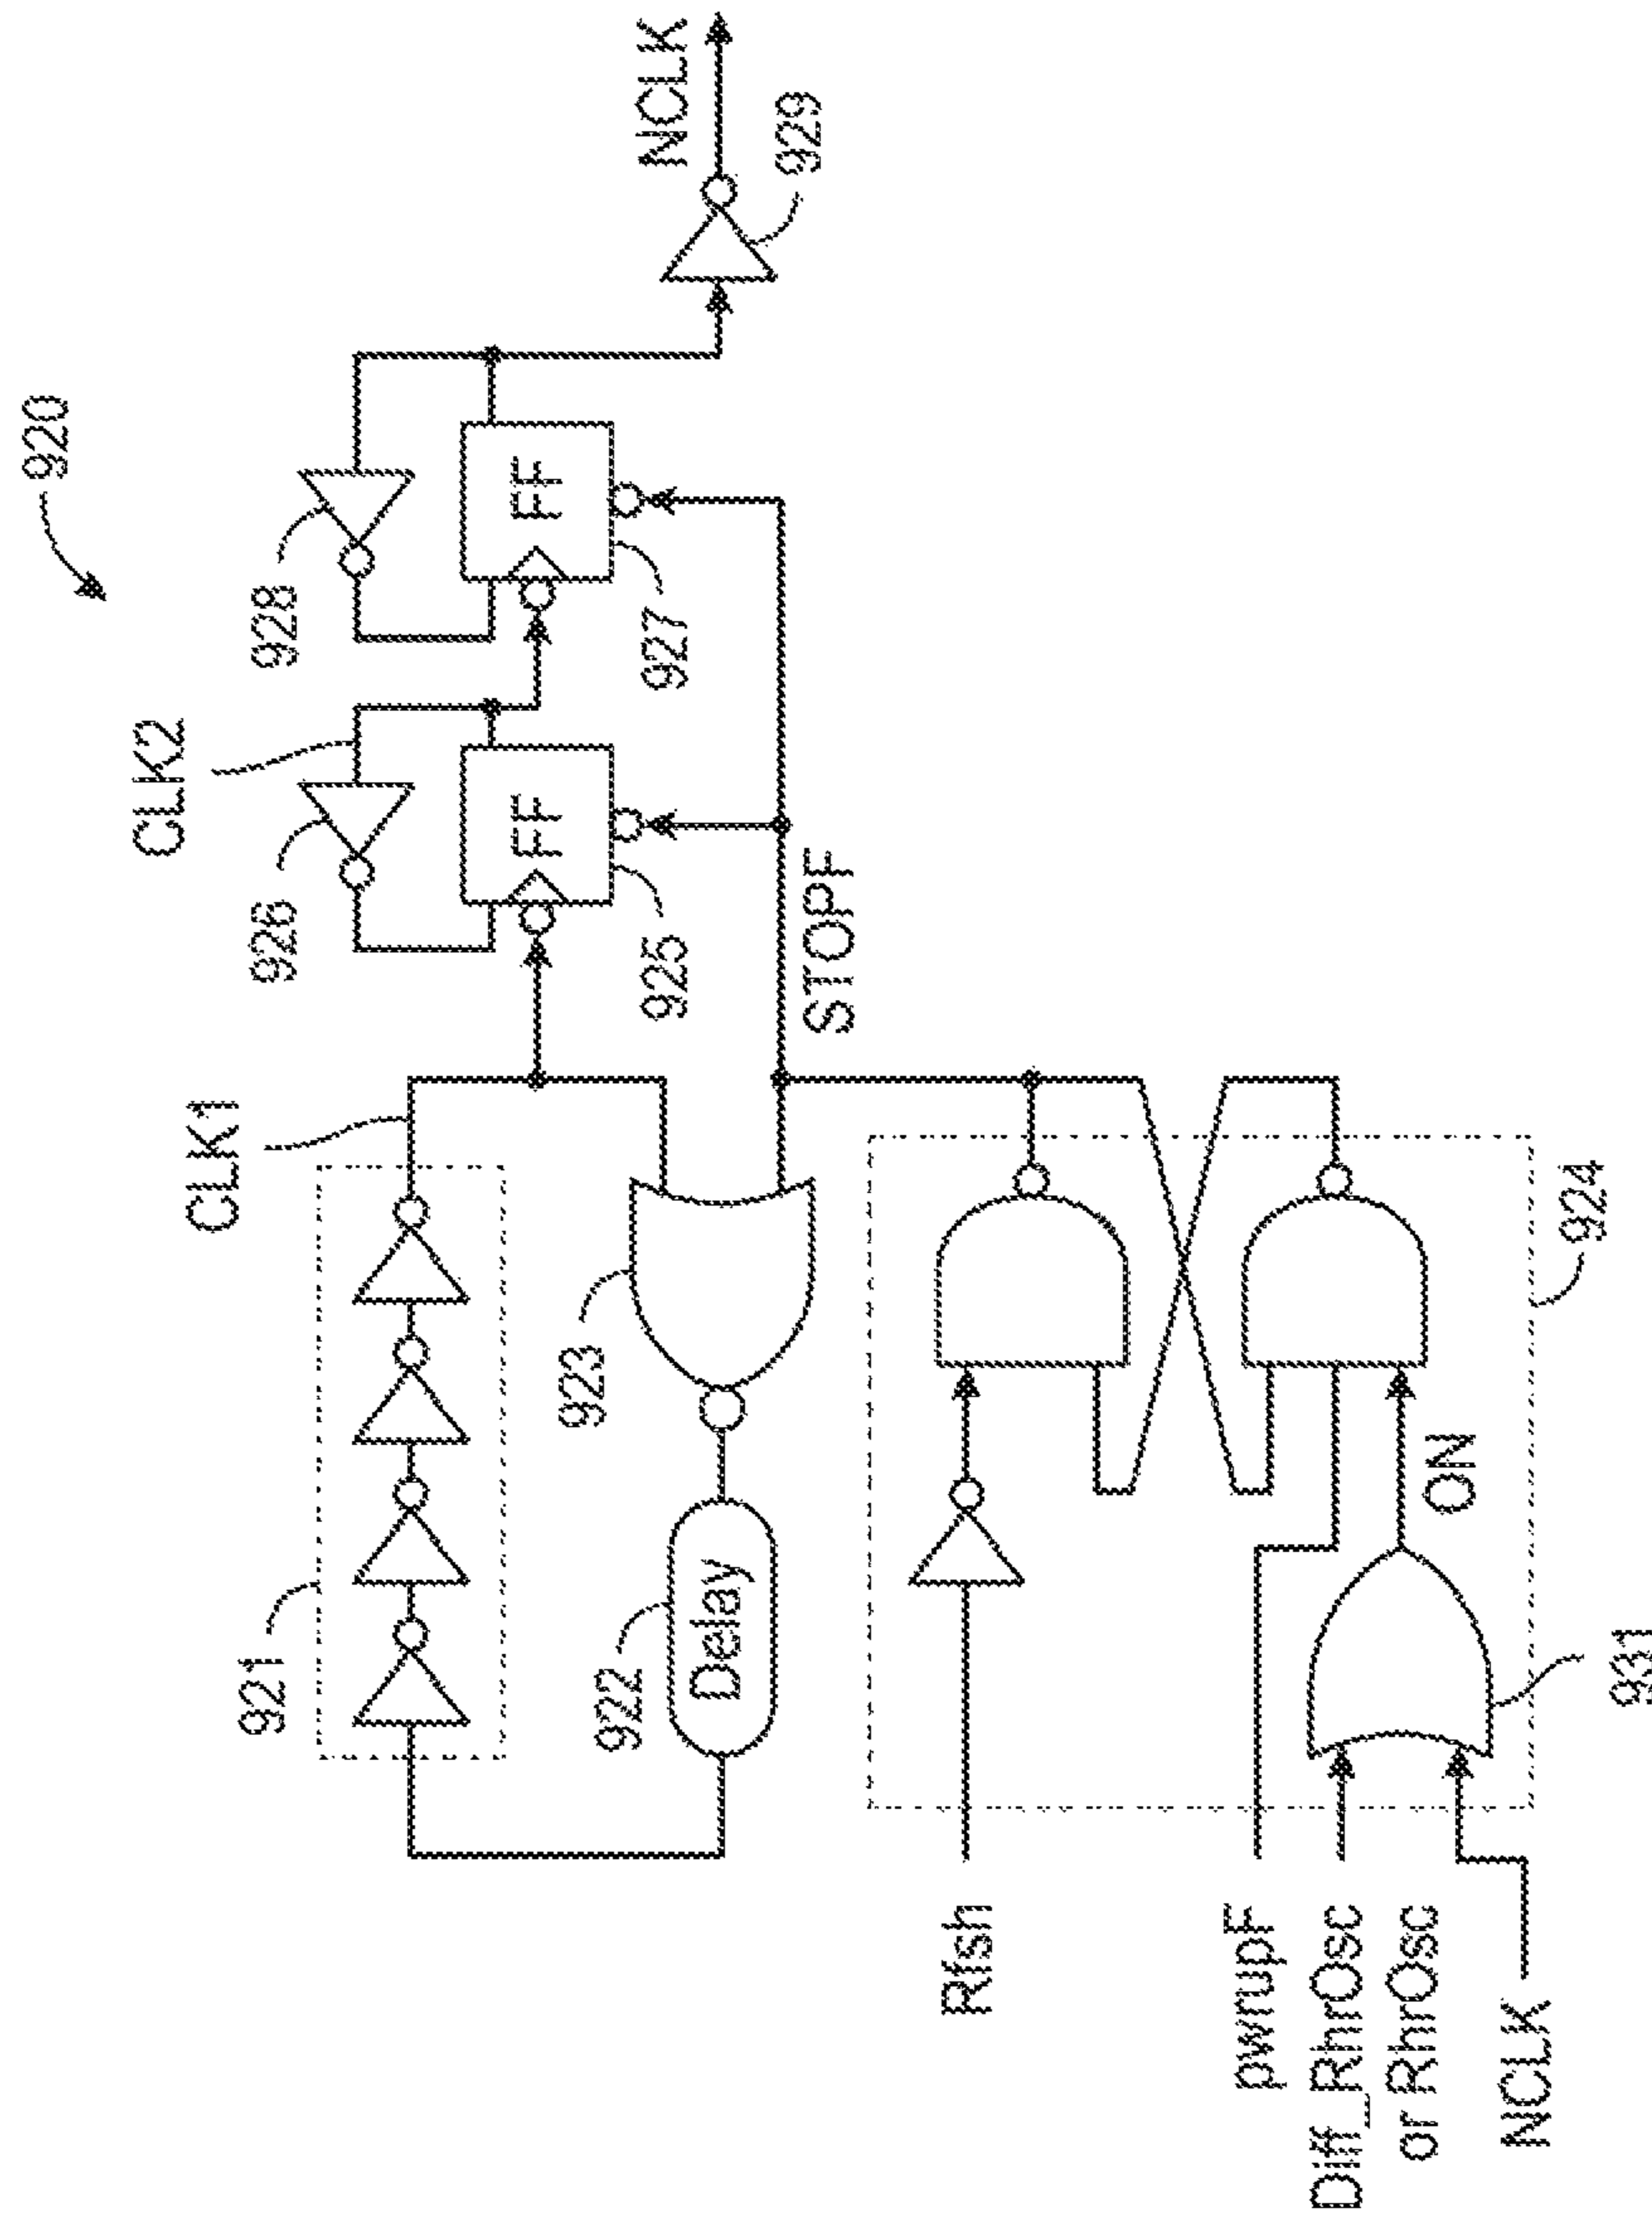 920
CLK1
CLK2
921
926
928
NCLK
922
Delay
923
925
FF
927
FF
929
STOPF
Rfsh
pwrupF
Diff_RhrOsc
or RhrOsc
NCLK
ON
931
924